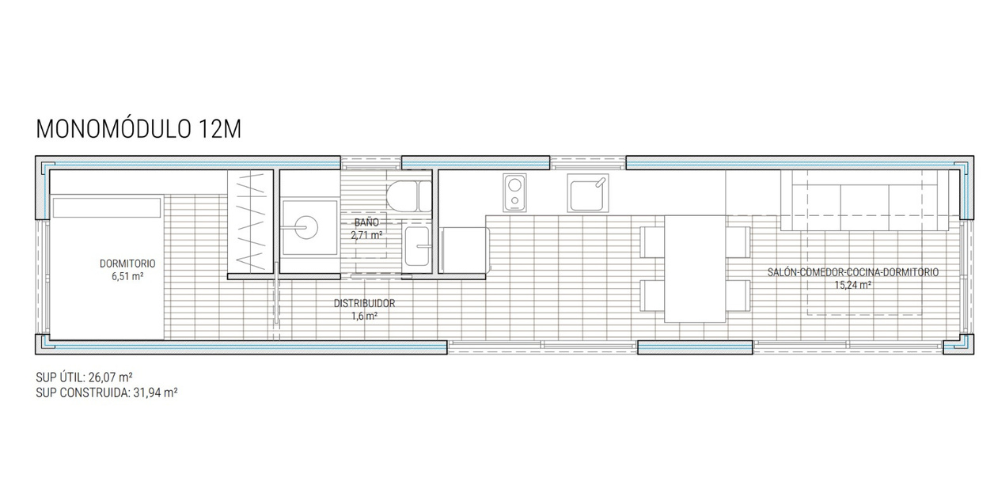 MONOMÓDULO 12M
DORMITORIO
6,51 m²
BAÑO
2,71 m²
DISTRIBUIDOR
1,6 m²
SALÓN-COMEDOR-COCINA-DORMITORIO
15,24 m²
SUP ÚTIL: 26,07 m²
SUP CONSTRUIDA: 31,94 m²